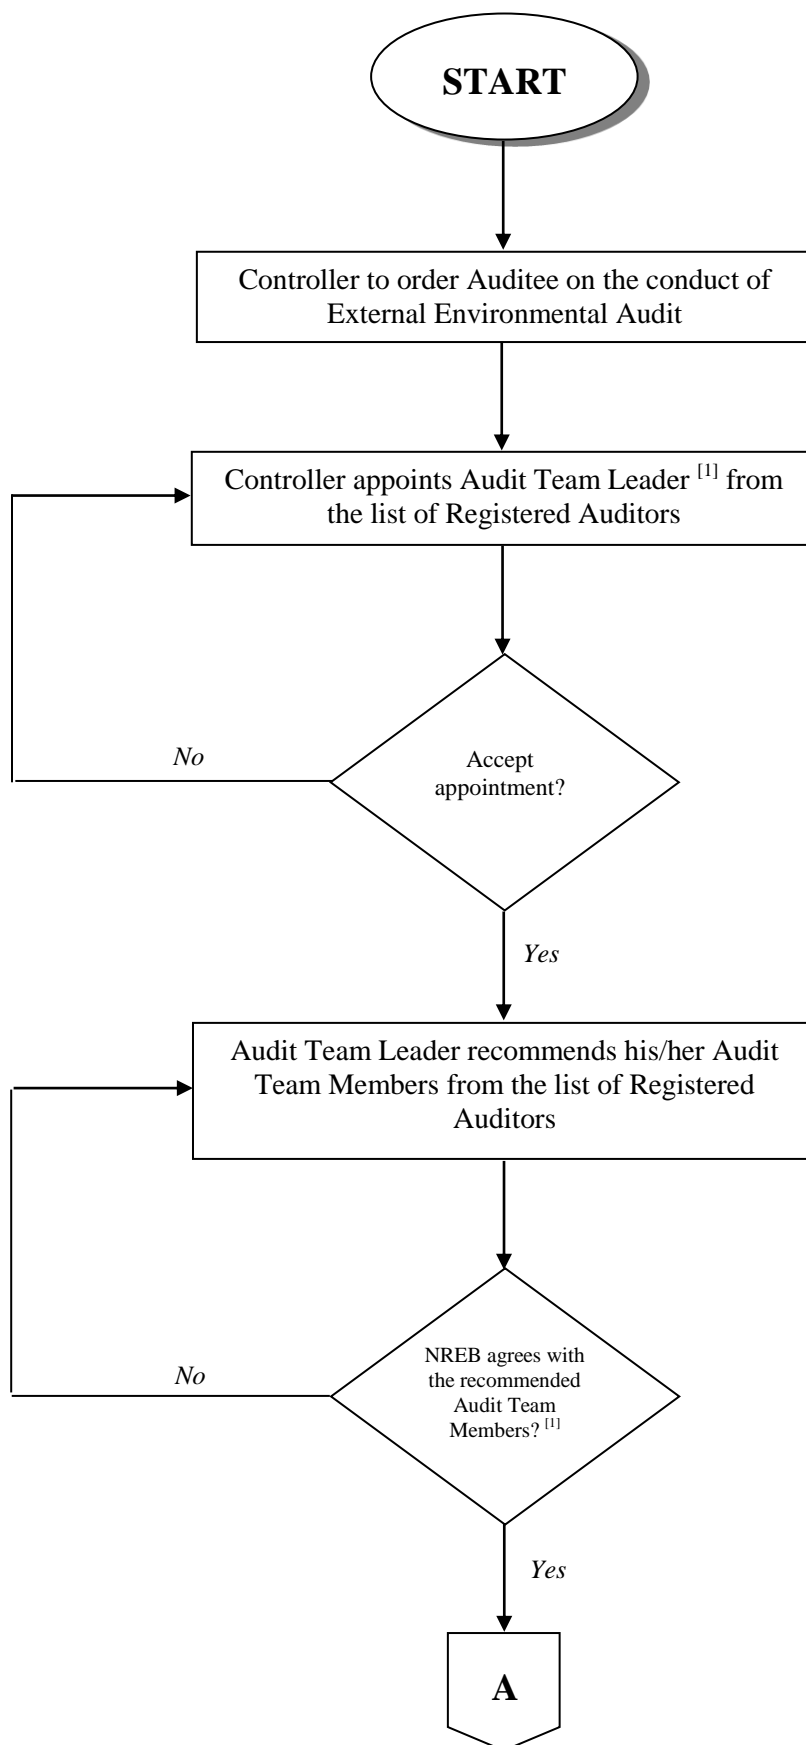 START
Controller to order Auditee on the conduct of
External Environmental Audit
Controller appoints Audit Team Leader [1] from
the list of Registered Auditors
Accept
appointment?
No
Yes
Audit Team Leader recommends his/her Audit
Team Members from the list of Registered
Auditors
NREB agrees with
the recommended
Audit Team
Members? [1]
No
Yes
A